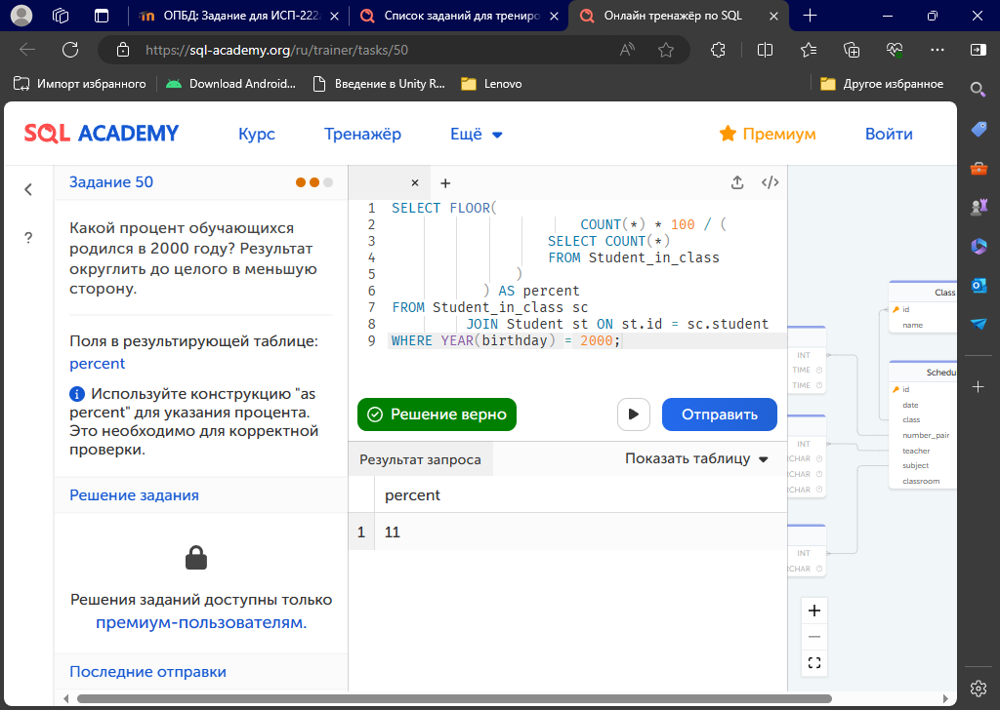 ОПБД: Задание для ИСП-222
Список заданий для трениро
Онлайн тренажёр по SQL
https://sql-academy.org/ru/trainer/tasks/50
Импорт избранного
Download Android...
Введение в Unity R...
Lenovo
Другое избранное
SQL ACADEMY
Курс
Тренажёр
Ещё
Премиум
Войти
Задание 50
Какой процент обучающихся
родился в 2000 году? Результат
округлить до целого в меньшую
сторону.
Поля в результирующей таблице:
percent
Используйте конструкцию "as
percent" для указания процента.
Это необходимо для корректной
проверки.
Решение задания
Решения заданий доступны только
премиум-пользователям.
Последние отправки
1 SELECT FLOOR(
2 COUNT(*) * 100 / (
3 SELECT COUNT(*)
4 FROM Student_in_class
5 )
6 ) AS percent
7 FROM Student_in_class sc
8 JOIN Student st ON st.id = sc.student
9 WHERE YEAR(birthday) = 2000;
Решение верно
Отправить
Результат запроса
Показать таблицу
percent
1 11
INT
TIME
TIME
INT
RCHAR
RCHAR
RCHAR
INT
RCHAR
Class
id
name
Schedu
id
date
class
number_pair
teacher
subject
classroom